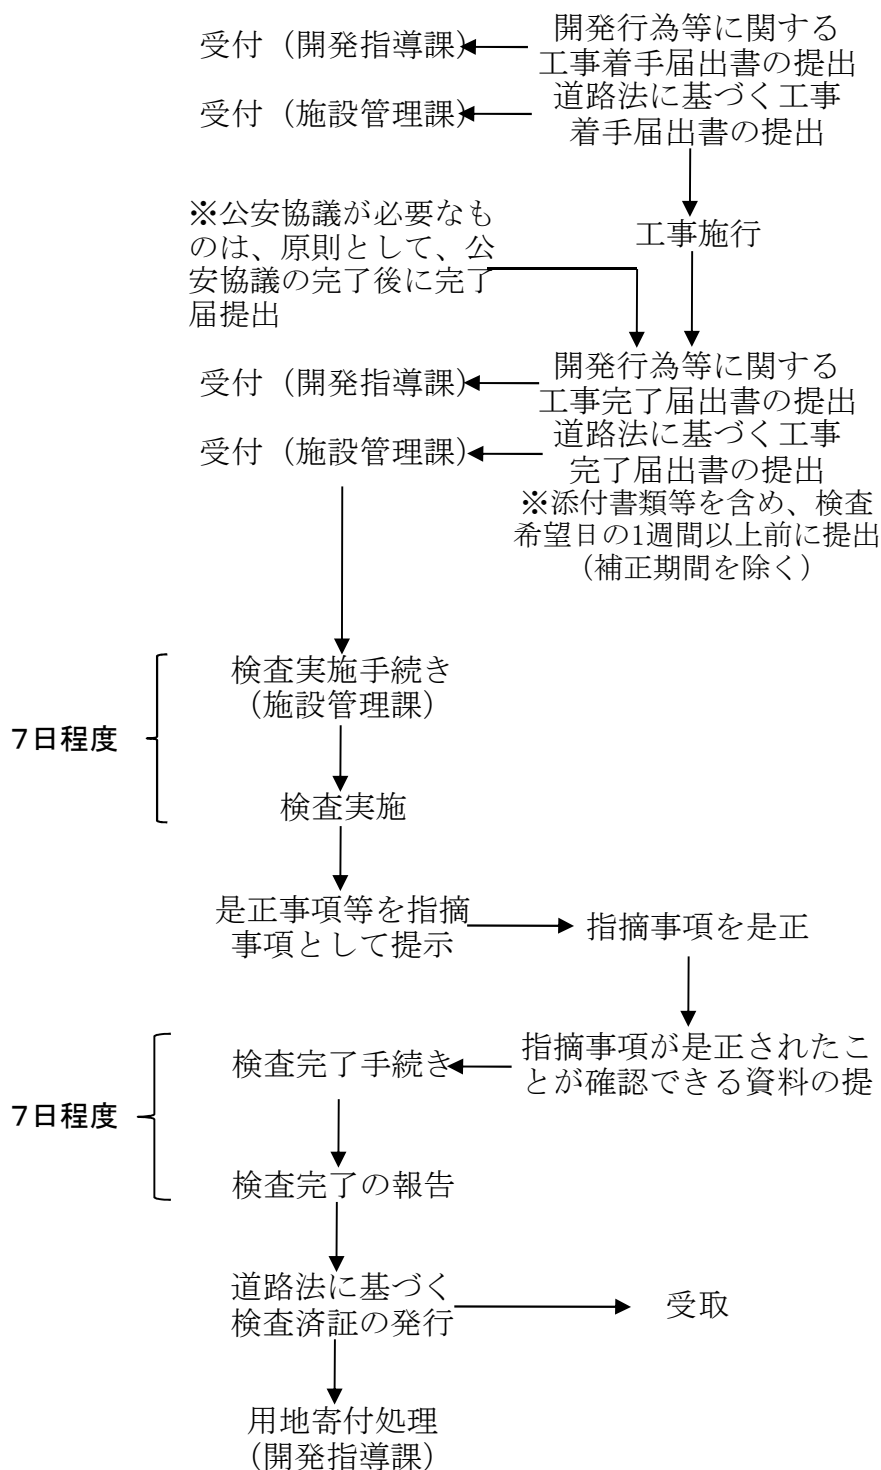 受付（開発指導課）
開発行為等に関する
工事着手届出書の提出
受付（施設管理課）
道路法に基づく工事
着手届出書の提出
※公安協議が必要なも
のは、原則として、公
安協議の完了後に完了
届提出
工事施行
受付（開発指導課）
開発行為等に関する
工事完了届出書の提出
受付（施設管理課）
道路法に基づく工事
完了届出書の提出
※添付書類等を含め、検査
希望日の1週間以上前に提出
（補正期間を除く）
検査実施手続き
（施設管理課）
7日程度
検査実施
是正事項等を指摘
事項として提示
指摘事項を是正
検査完了手続き
指摘事項が是正されたこ
とが確認できる資料の提
7日程度
検査完了の報告
道路法に基づく
検査済証の発行
受取
用地寄付処理
（開発指導課）